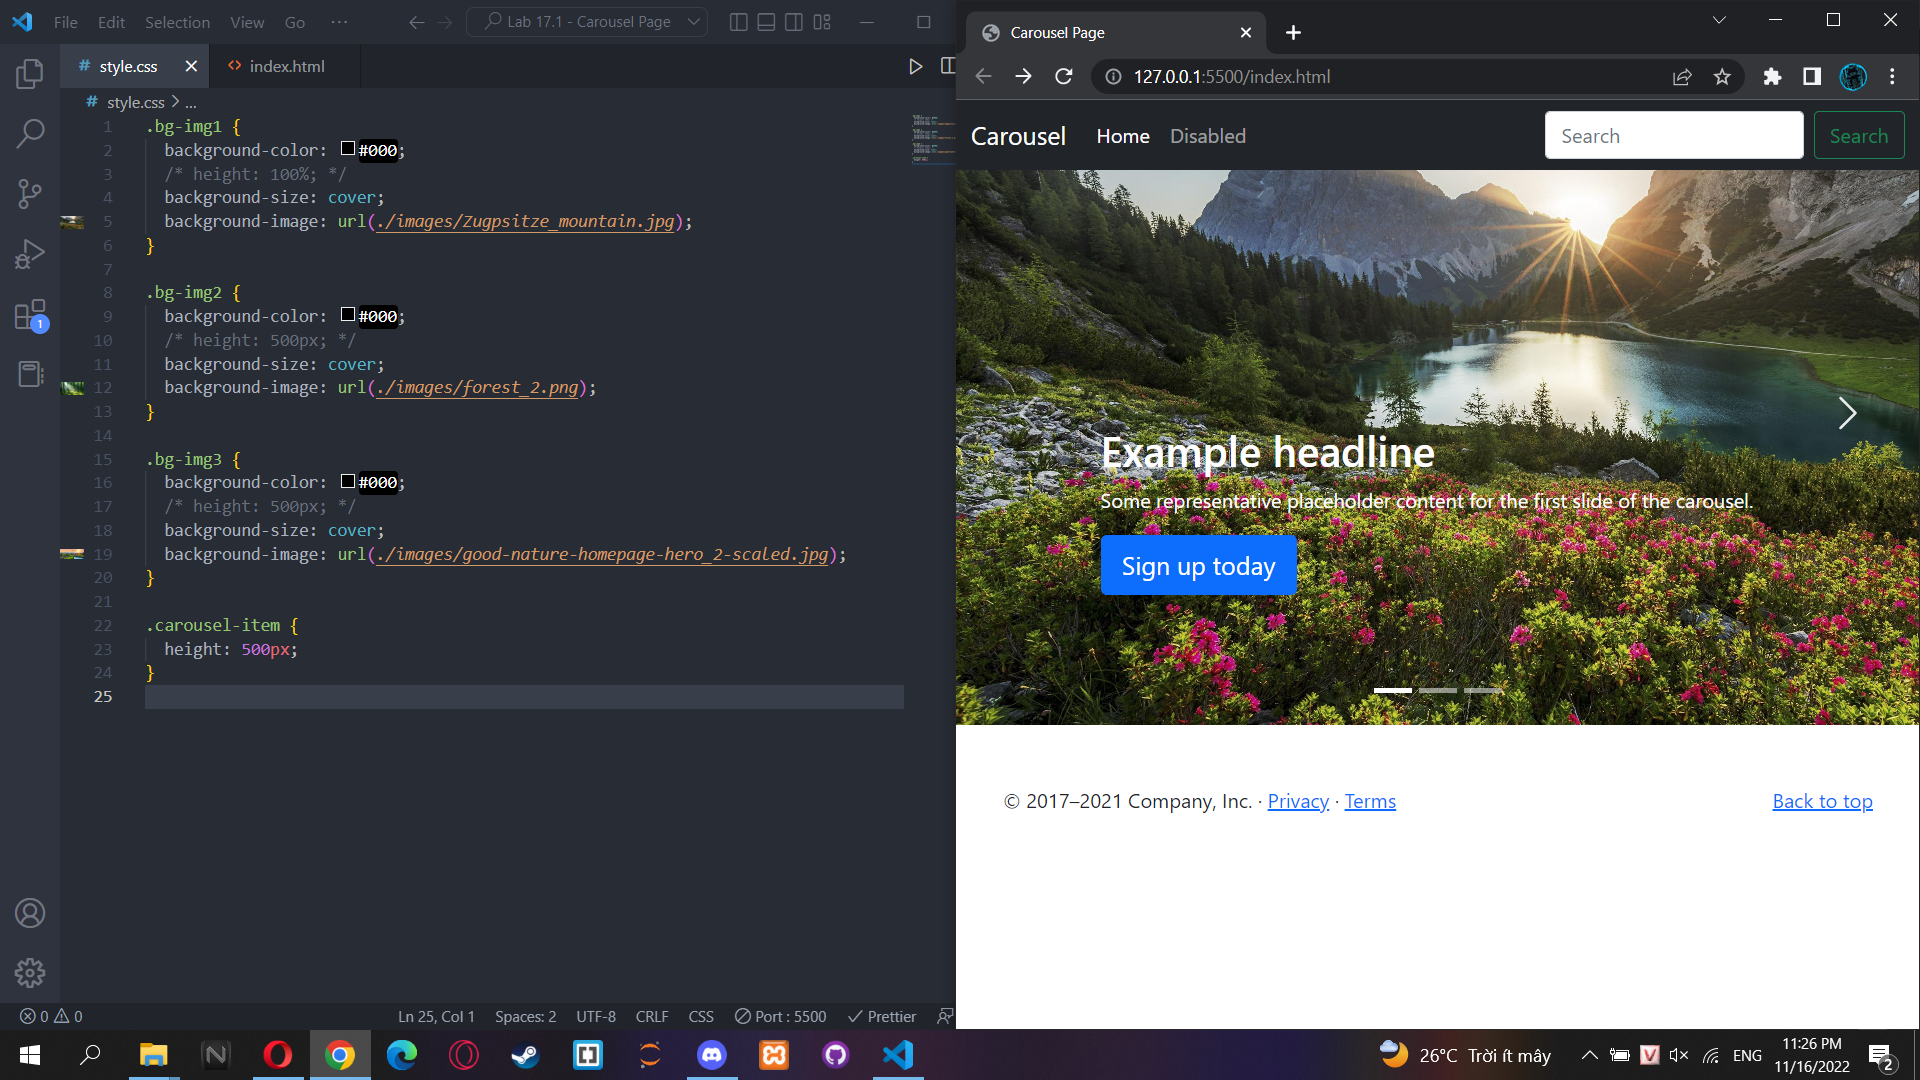 File Edit Selection View Go ··· Lab 17.1 - Carousel Page
# style.css index.html
# style.css > ...
1 .bg-img1 {
2 background-color: #000;
3 /* height: 100%; */
4 background-size: cover;
5 background-image: url(./images/Zugpsitze_mountain.jpg);
6 }
7
8 .bg-img2 {
9 background-color: #000;
10 /* height: 500px; */
11 background-size: cover;
12 background-image: url(./images/forest_2.png);
13 }
14
15 .bg-img3 {
16 background-color: #000;
17 /* height: 500px; */
18 background-size: cover;
19 background-image: url(./images/good-nature-homepage-hero_2-scaled.jpg);
20 }
21
22 .carousel-item {
23 height: 500px;
24 }
25
1
0 0 Ln 25, Col 1 Spaces: 2 UTF-8 CRLF CSS Port : 5500 Prettier
Carousel Page
127.0.0.1:5500/index.html
Carousel Home Disabled Search Search
Example headline
Some representative placeholder content for the first slide of the carousel.
Sign up today
© 2017–2021 Company, Inc. · Privacy · Terms Back to top
26°C Trời ít mây ENG 11:26 PM
11/16/2022 2